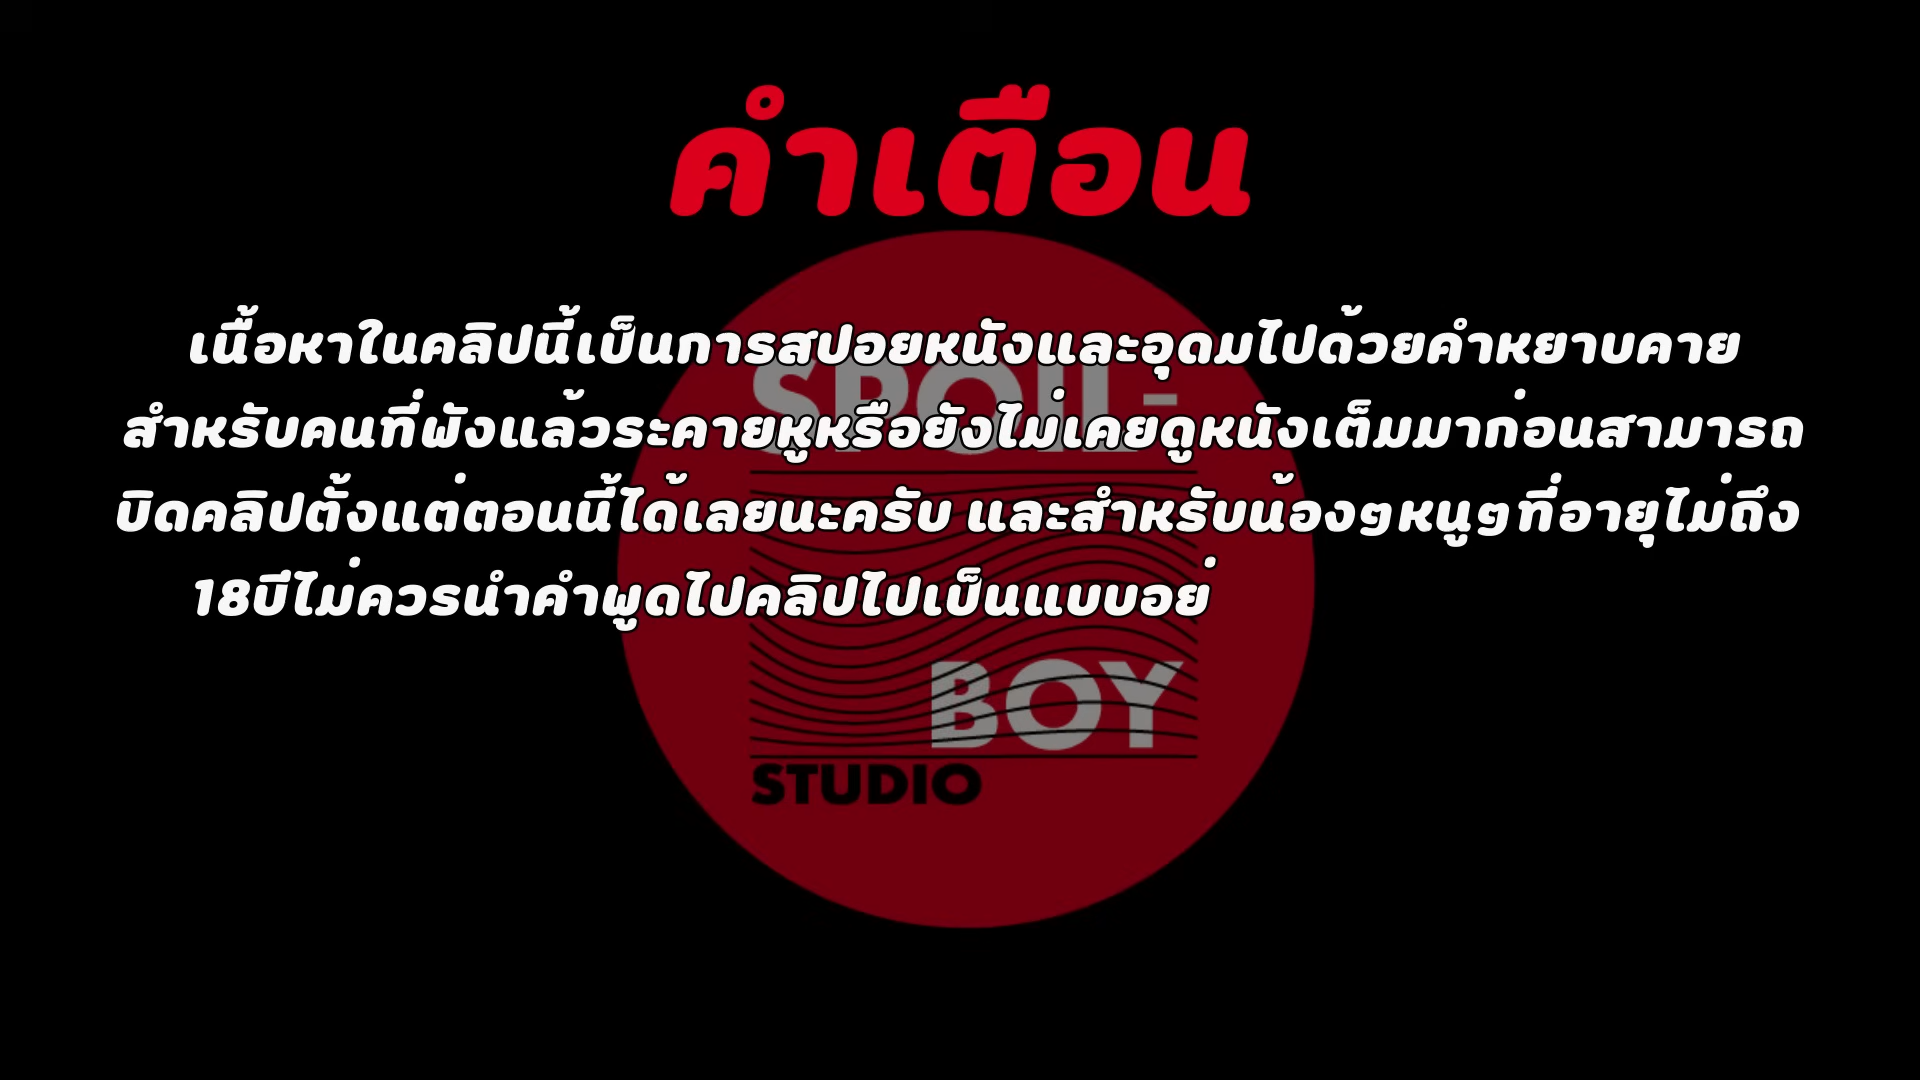 คำเตือน
เนื้อหาในคลิปนี้เป็นการสปอยหนังและอุดมไปด้วยคำหยาบคาย
สำหรับคนที่ฟังแล้วระคายหูหรือยังไม่เคยดูหนังเต็มมาก่อนสามารถ
ปิดคลิปตั้งแต่ตอนนี้ได้เลยนะครับ และสำหรับน้องๆหนูๆที่อายุไม่ถึง
18ปีไม่ควรนำคำพูดไปคลิปไปเป็นแบบอย่
SPOIL-
BOY
STUDIO